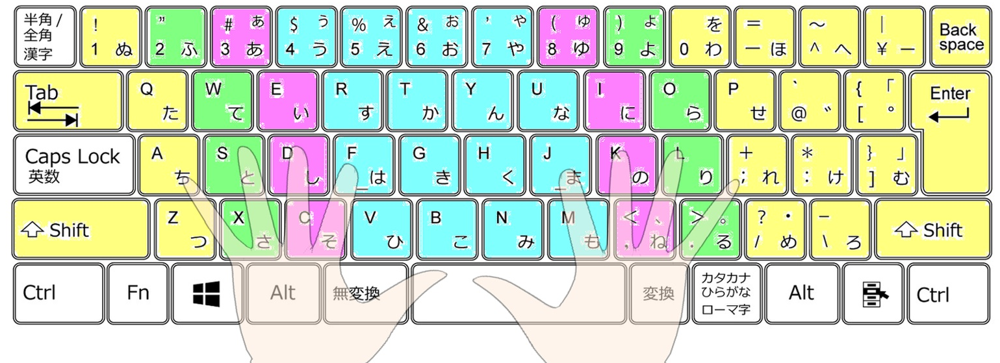 半角 /
全角
漢字
!
1 ぬ
"
2 ふ
# ぁ
3 あ
$ ぅ
4 う
% ぇ
5 え
& ぉ
6 お
' ゃ
7 や
( ゅ
8 ゆ
) ょ
9 よ
を
0 わ
=
ー ほ
～
^ へ
|
￥ ー
Back
space
Tab
Q
た
W
て
E
い
R
す
T
か
Y
ん
U
な
I
に
O
ら
P
せ
`
@ ゛
{ 「
[ ゜
Enter
Caps Lock
英数
A
ち
S
と
D
し
F
_は
G
き
H
く
J
_ま
K
の
L
り
+
; れ
*
: け
} 」
] む
Shift
Z
つ
X
さ
C
そ
V
ひ
B
こ
N
み
M
も
< 、
, ね
> 。
. る
? ・
/ め
_
\ ろ
Shift
Ctrl
Fn
Alt
無変換
変換
カタカナ
ひらがな
ローマ字
Alt
Ctrl